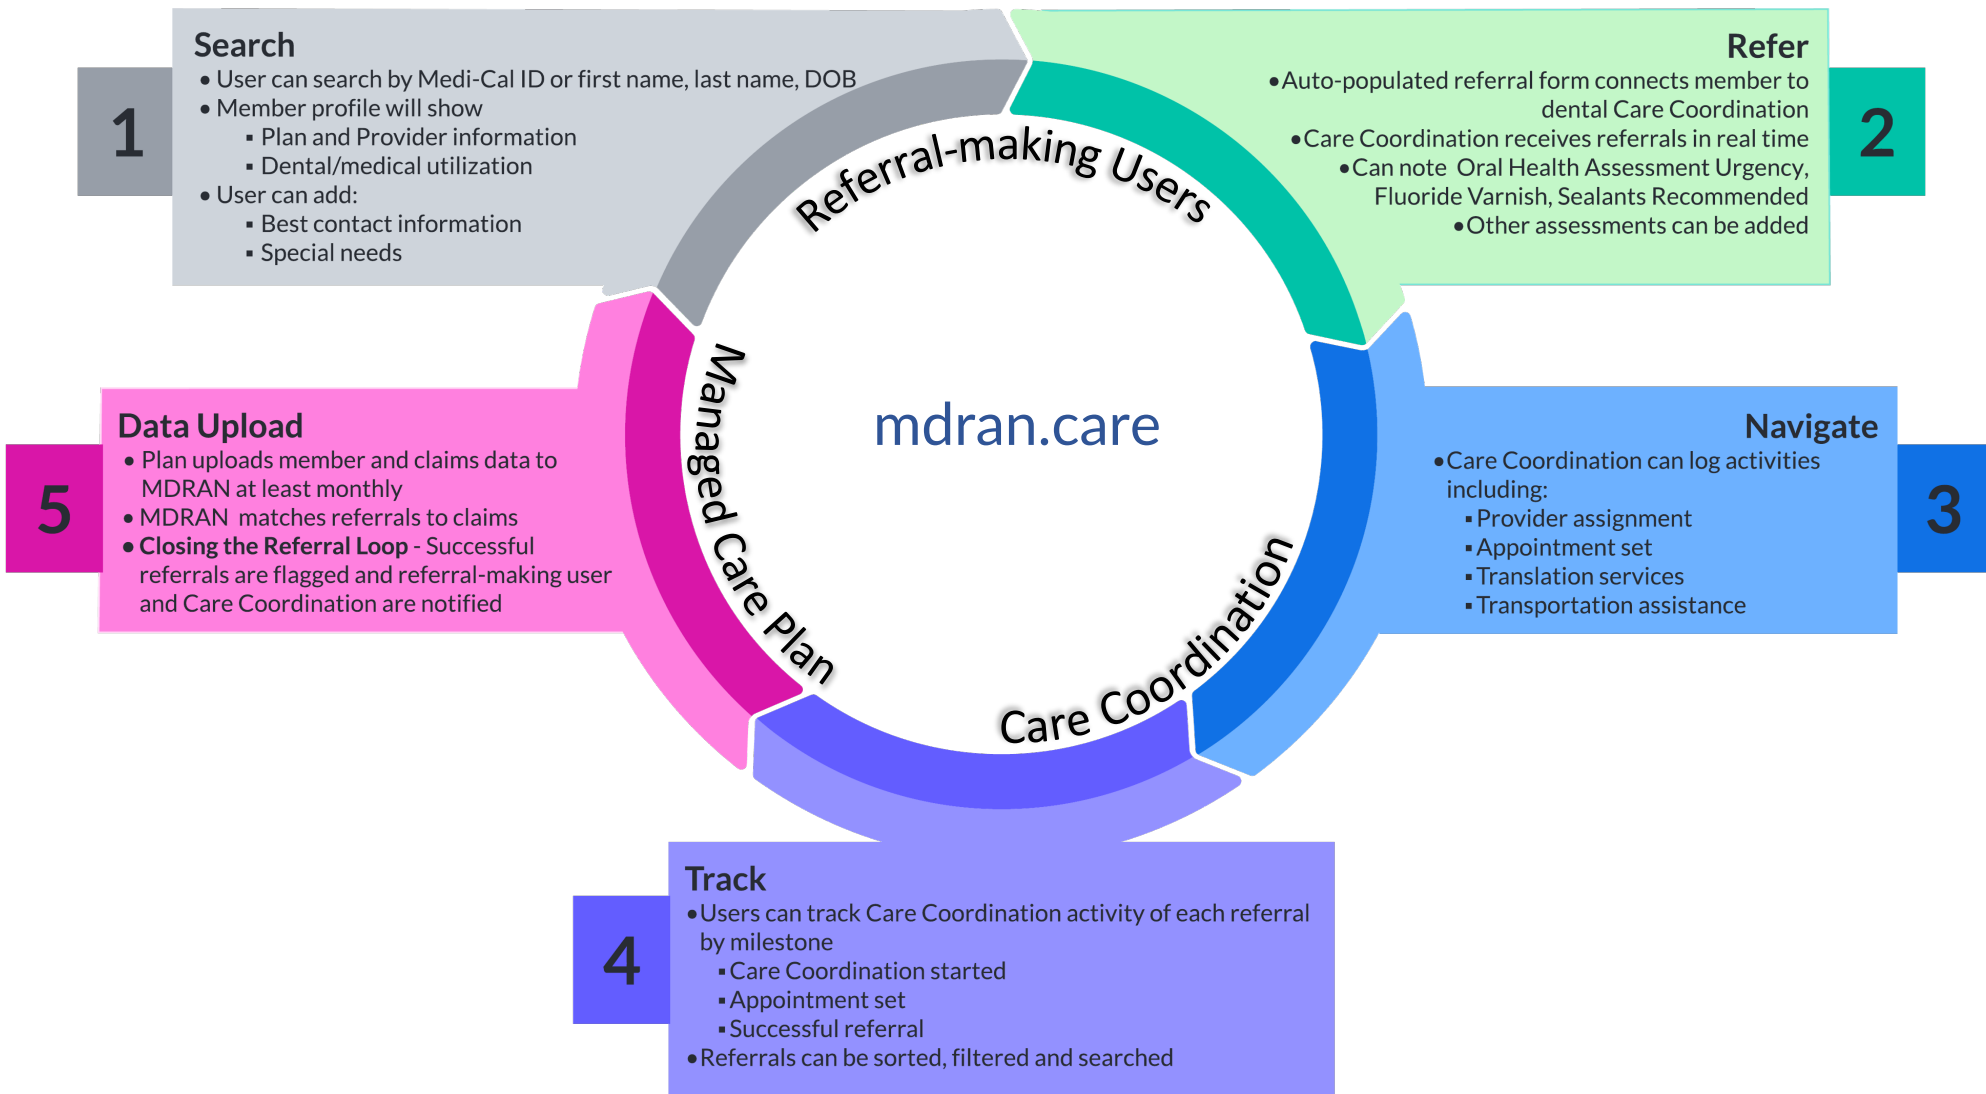 1
Search
• User can search by Medi-Cal ID or first name, last name, DOB
• Member profile will show
▪ Plan and Provider information
▪ Dental/medical utilization
• User can add:
▪ Best contact information
▪ Special needs
Refer
•Auto-populated referral form connects member to
dental Care Coordination
•Care Coordination receives referrals in real time
•Can note  Oral Health Assessment Urgency,
Fluoride Varnish, Sealants Recommended
•Other assessments can be added
2
Referral-making Users
mdran.care
Managed Care Plan
Care Coordination
Navigate
•Care Coordination can log activities
including:
▪Provider assignment
▪Appointment set
▪Translation services
▪Transportation assistance
3
4
Track
•Users can track Care Coordination activity of each referral
by milestone
▪Care Coordination started
▪Appointment set
▪Successful referral
•Referrals can be sorted, filtered and searched
5
Data Upload
• Plan uploads member and claims data to
MDRAN at least monthly
• MDRAN  matches referrals to claims
• Closing the Referral Loop - Successful
referrals are flagged and referral-making user
and Care Coordination are notified